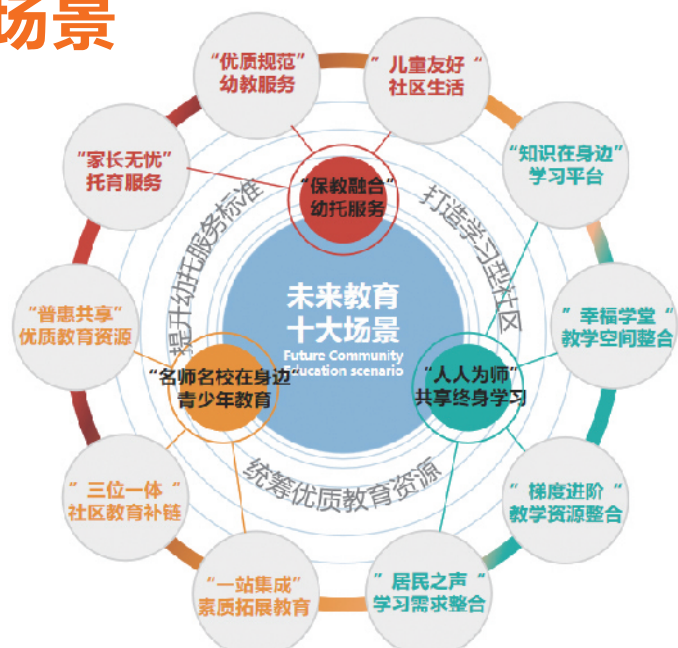 场景
“优质规范”
幼教服务
” 儿童友好 “
社区生活
“家长无忧”
托育服务
“知识在身边”
学习平台
“保教融合”
幼托服务
提升幼托服务标准
打造学习型社区
未来教育
十大场景
Future Community
Education scenario
“普惠共享”
优质教育资源
” 幸福学堂 “
教学空间整合
“名师名校在身边“
青少年教育
“人人为师”
共享终身学习
统筹优质教育资源
” 三位一体 “
社区教育补链
” 梯度进阶 “
教学资源整合
“一站集成”
素质拓展教育
” 居民之声 “
学习需求整合